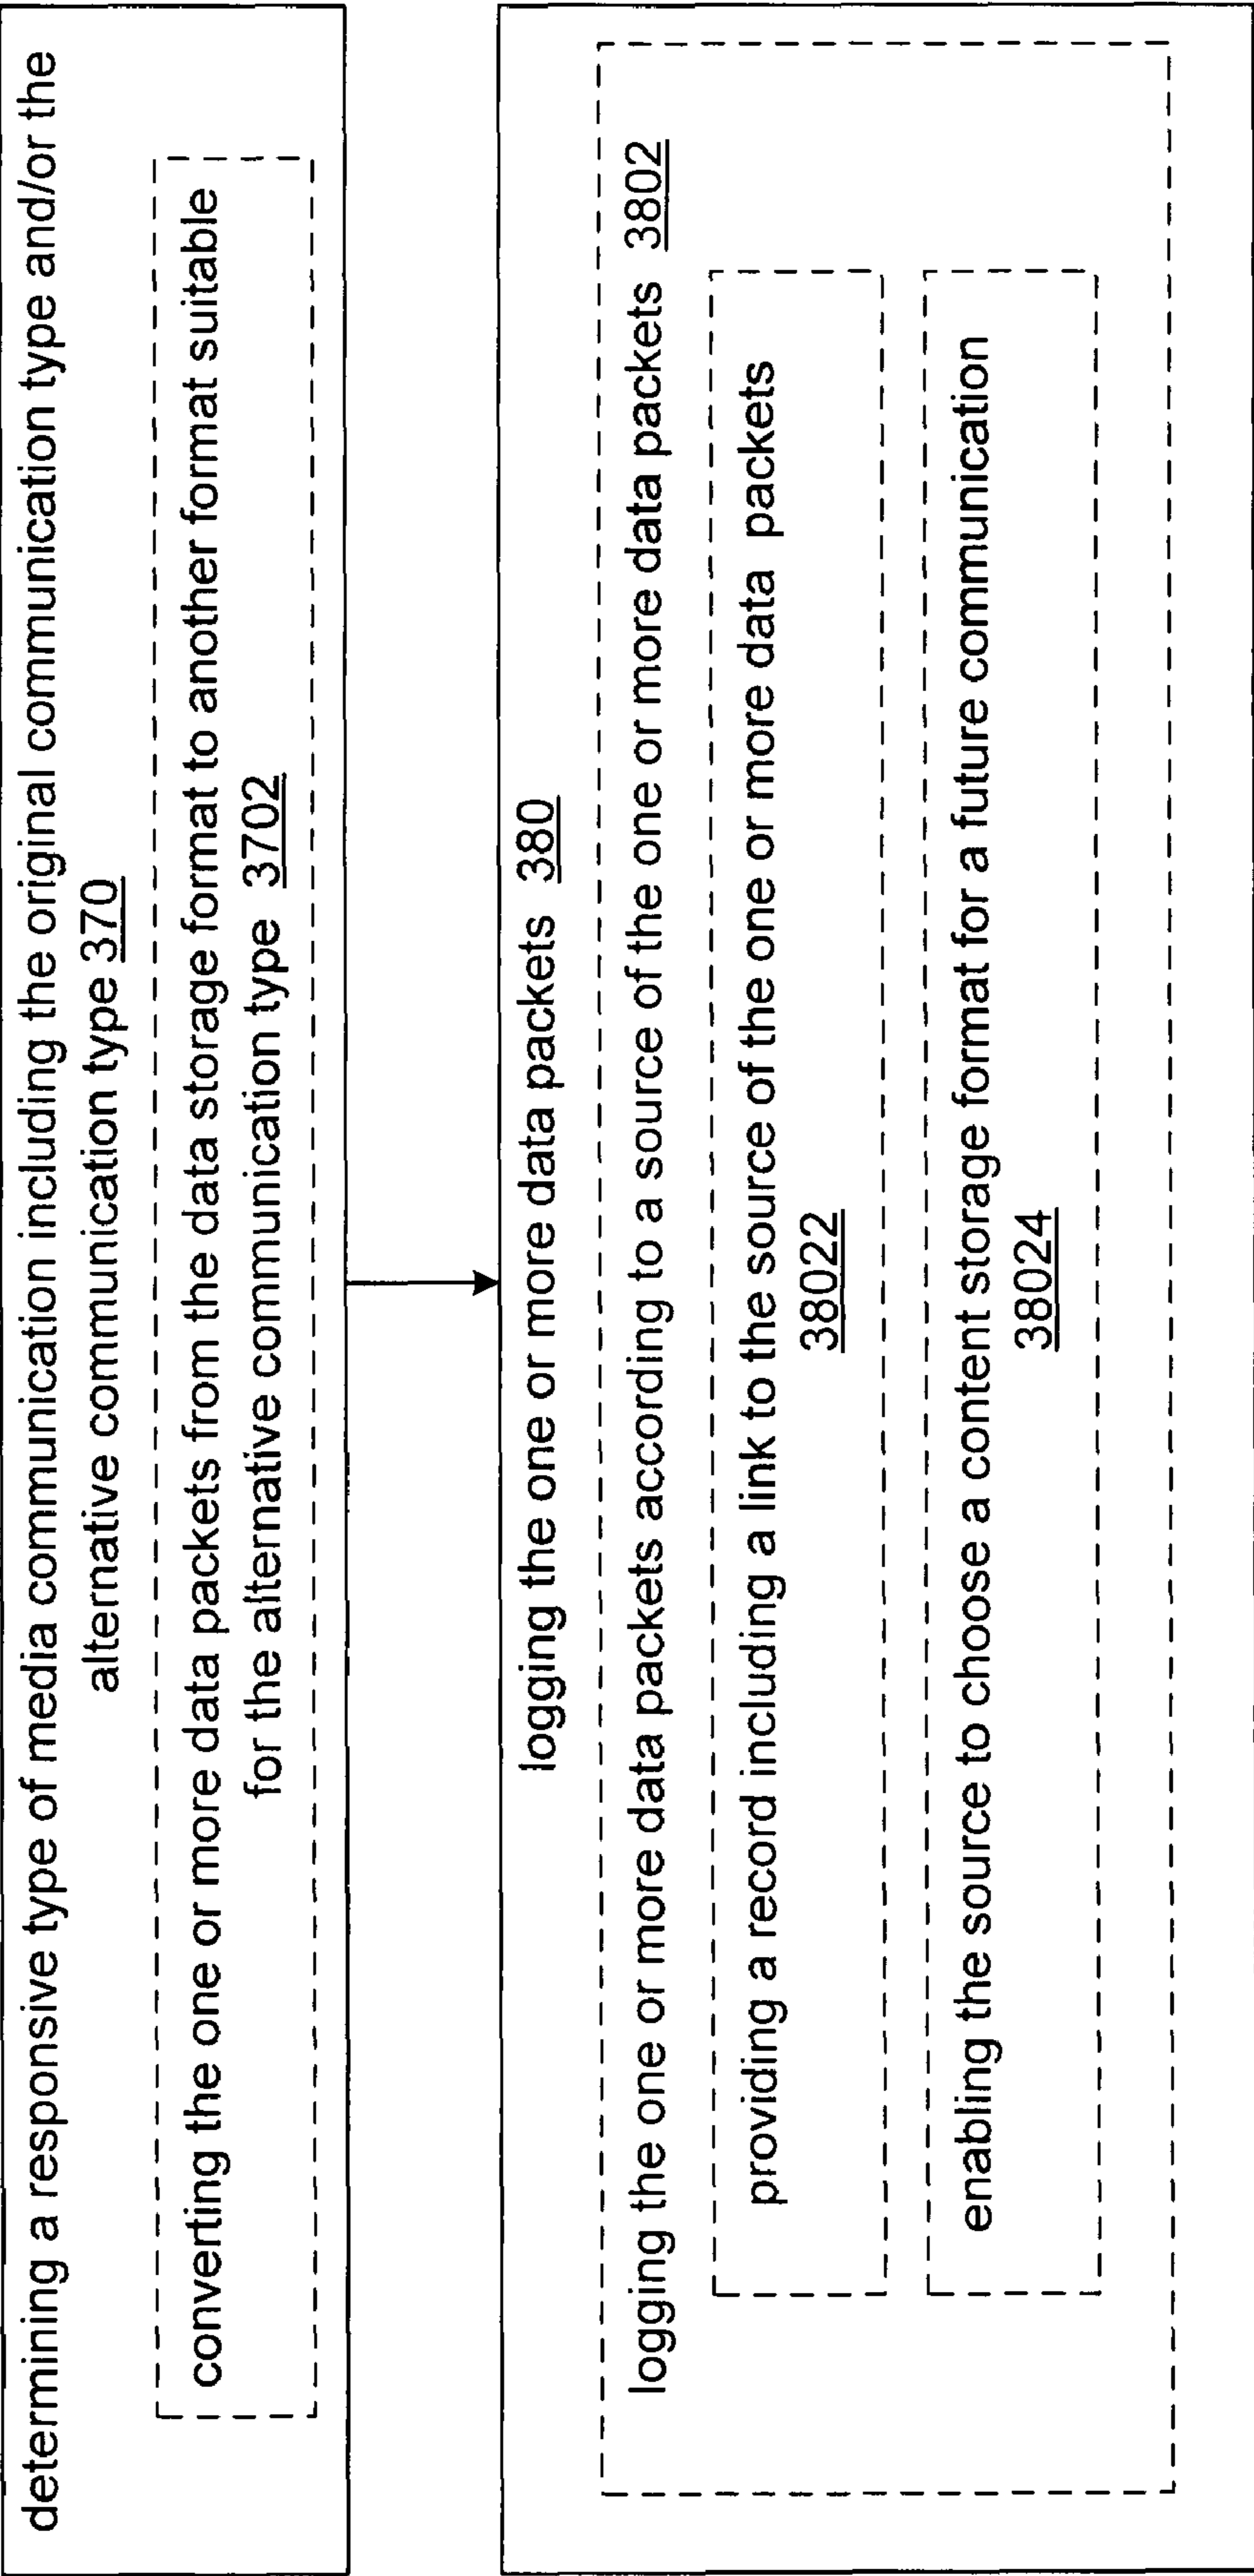 determining a responsive type of media communication including the original communication type and/or the
alternative communication type 370
converting the one or more data packets from the data storage format to another format suitable
for the alternative communication type 3702
logging the one or more data packets 380
logging the one or more data packets according to a source of the one or more data packets 3802
providing a record including a link to the source of the one or more data packets
38022
enabling the source to choose a content storage format for a future communication
38024